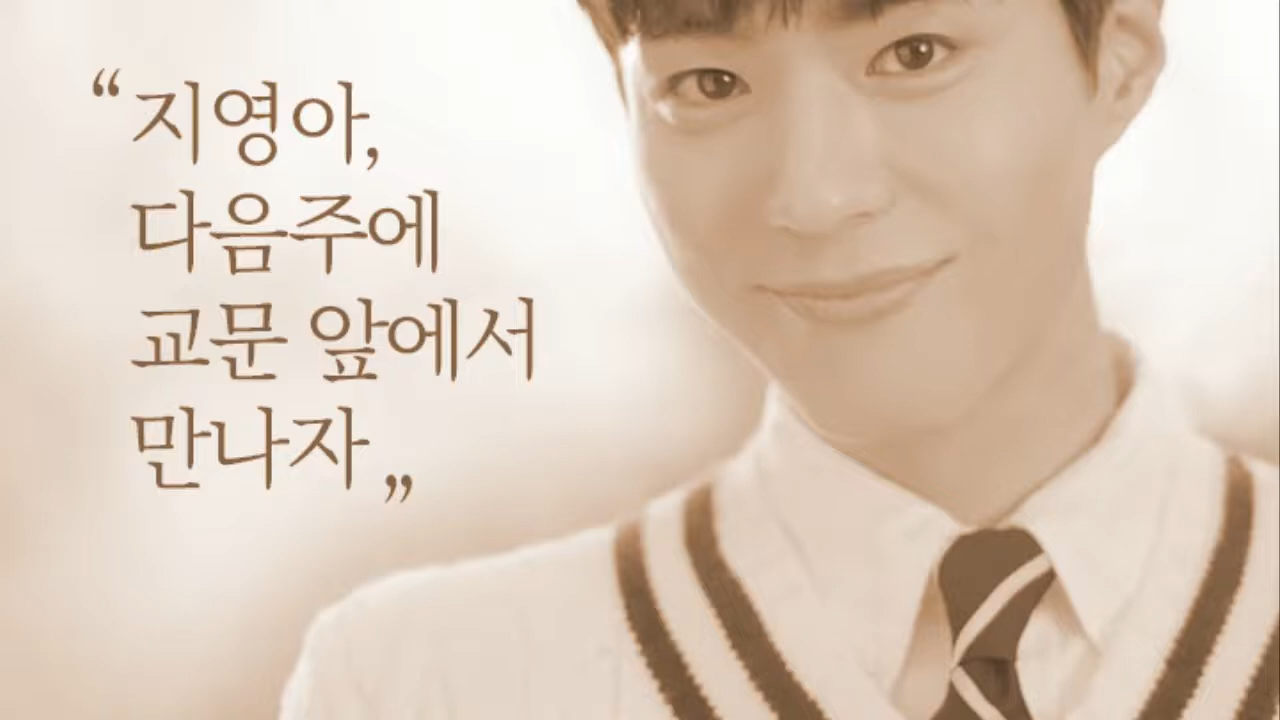 “지영아,
다음주에
교문 앞에서
만나자„